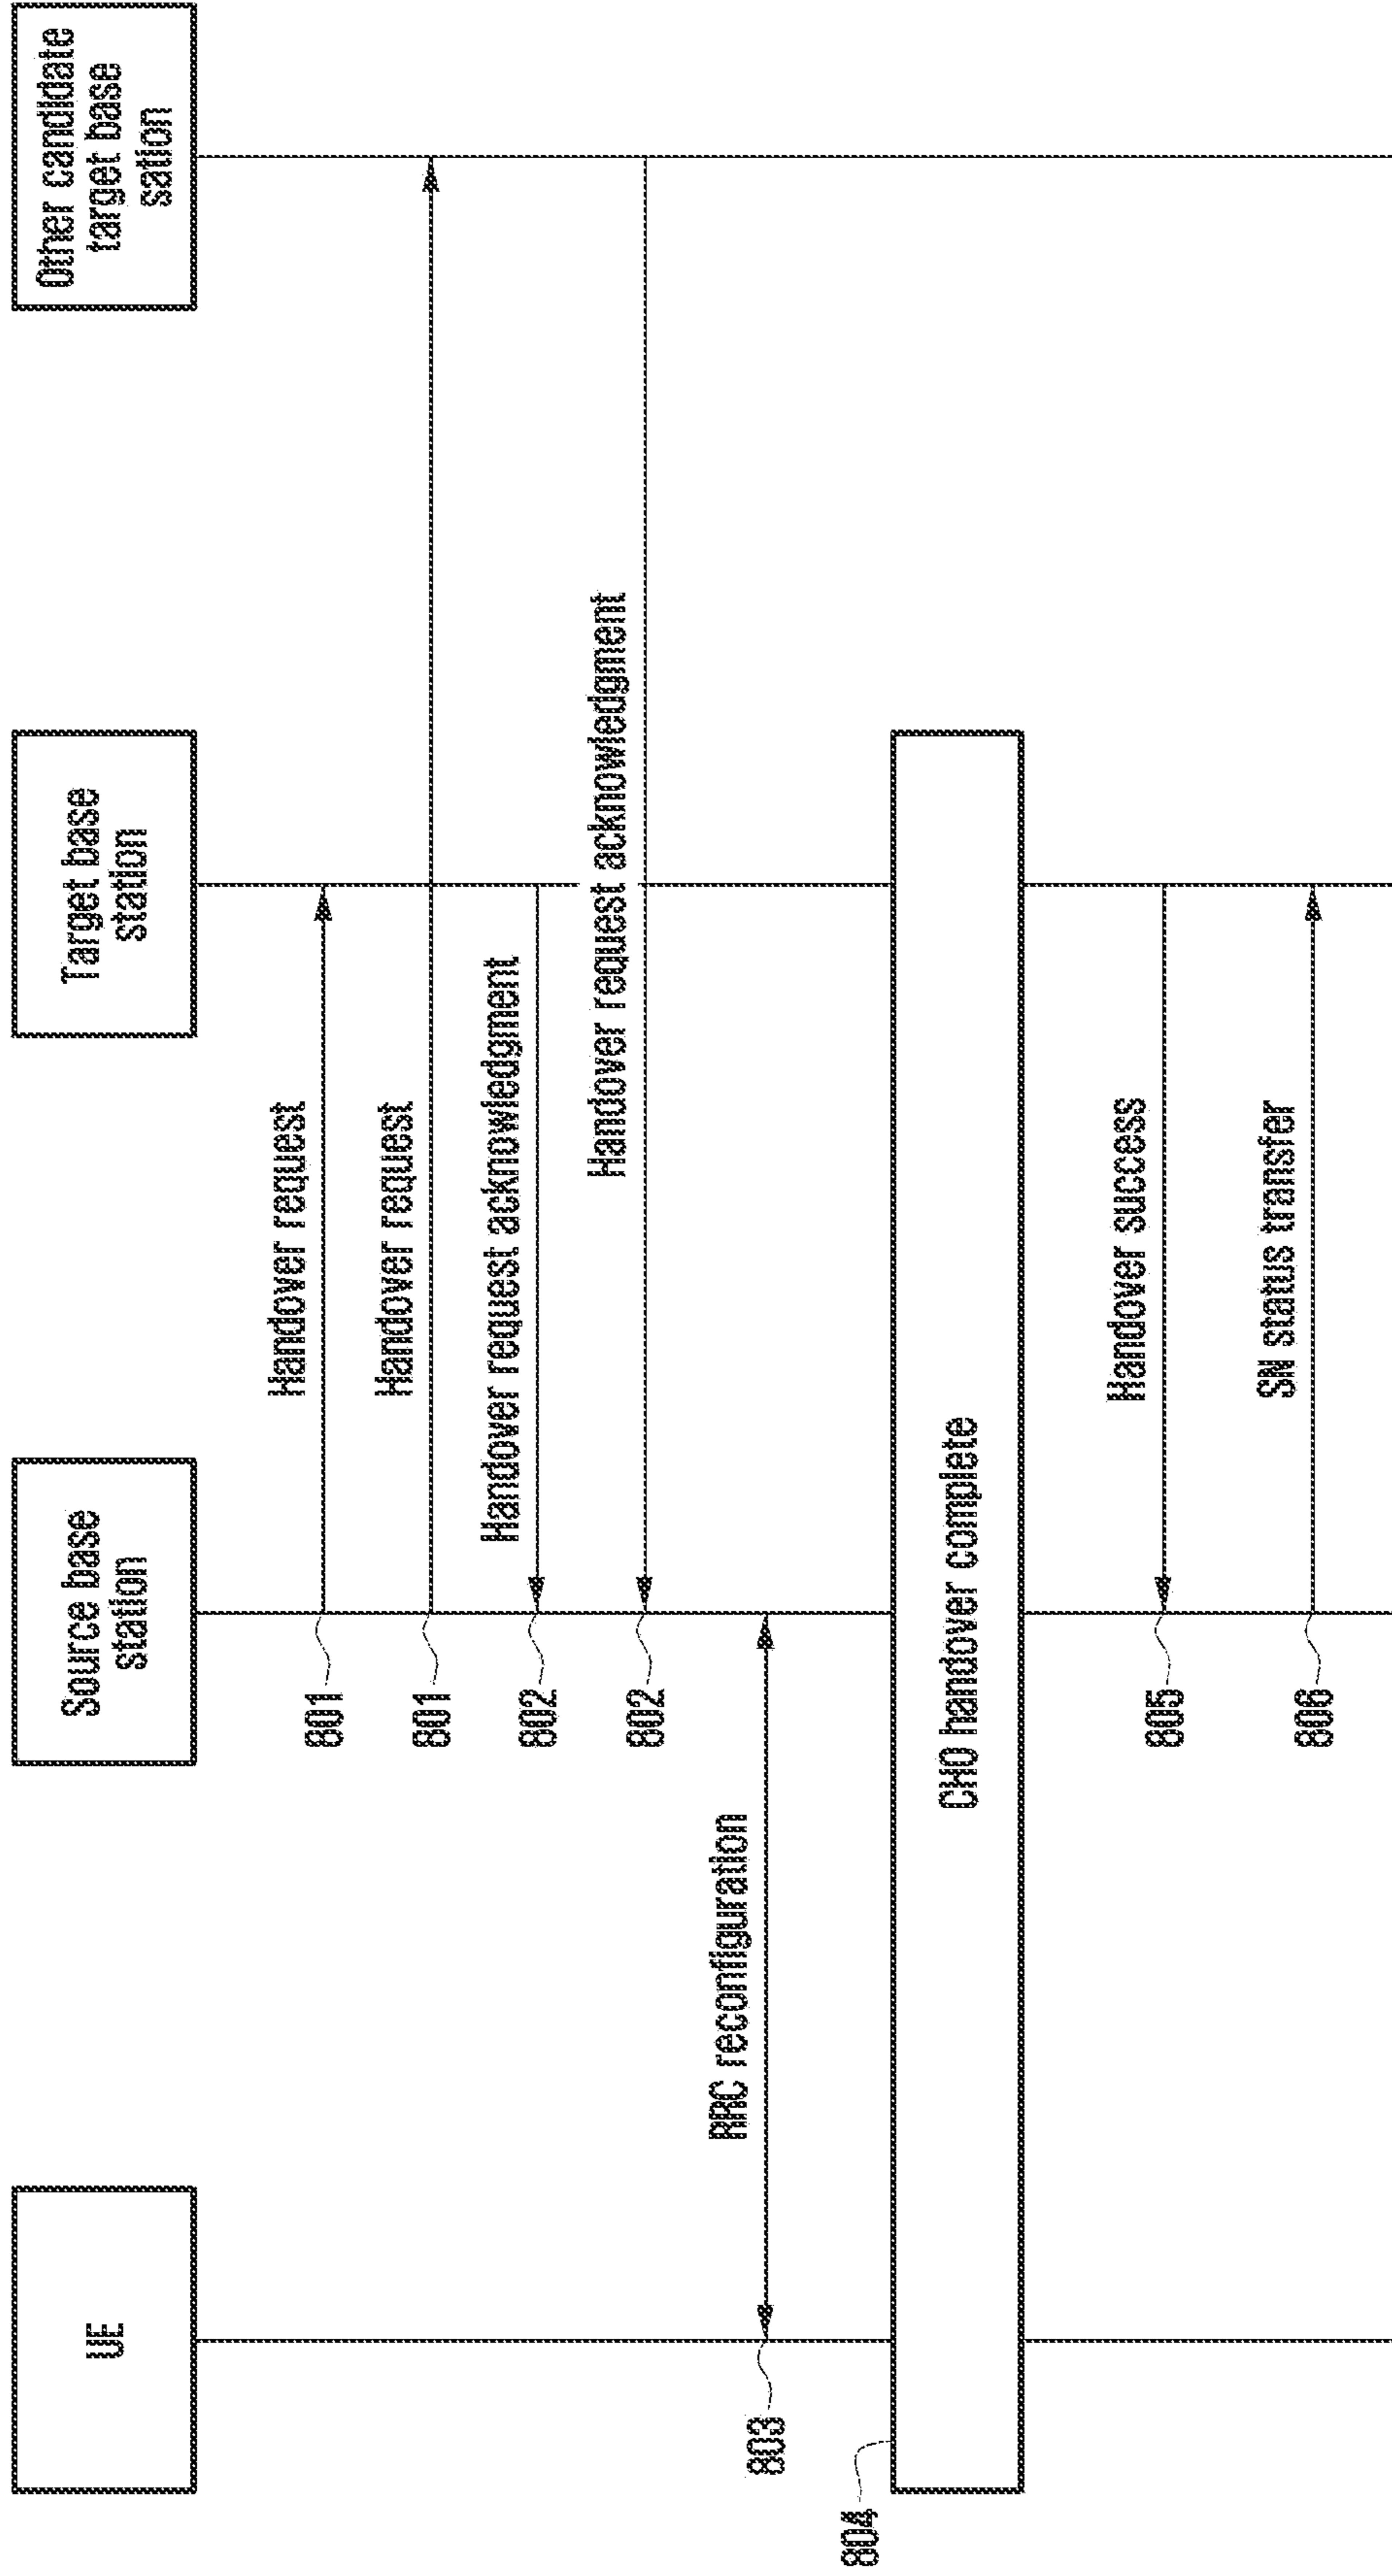 UE
Source base
station
Target base
station
Other candidate
target base
sation
801
Handover request
801
Handover request
802
Handover request acknowledgment
802
Handover request acknowledgment
803
RRC reconfiguration
804
CHO handover complete
805
Handover success
806
SN status transfer